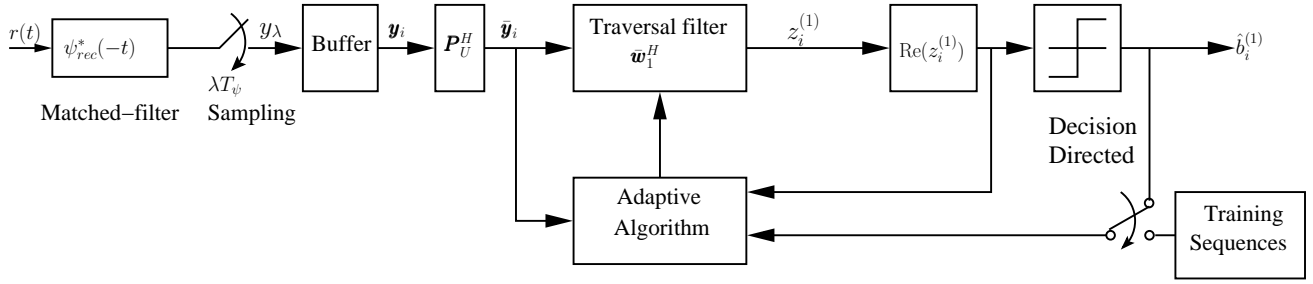 r(t)
ψ*_{rec}(−t)
λT_ψ
y_λ
Matched−filter
Sampling
Buffer
𝒚_i
𝑷_U^H
ȳ_i
Traversal filter
w̄_1^H
z_i^{(1)}
Re(z_i^{(1)})
b̂_i^{(1)}
Decision
Directed
Adaptive
Algorithm
Training
Sequences